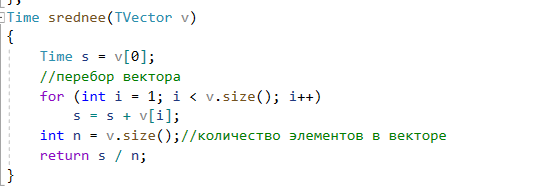 };
Time srednee(TVector v)
{
Time s = v[0];
//перебор вектора
for (int i = 1; i < v.size(); i++)
s = s + v[i];
int n = v.size();//количество элементов в векторе
return s / n;
}